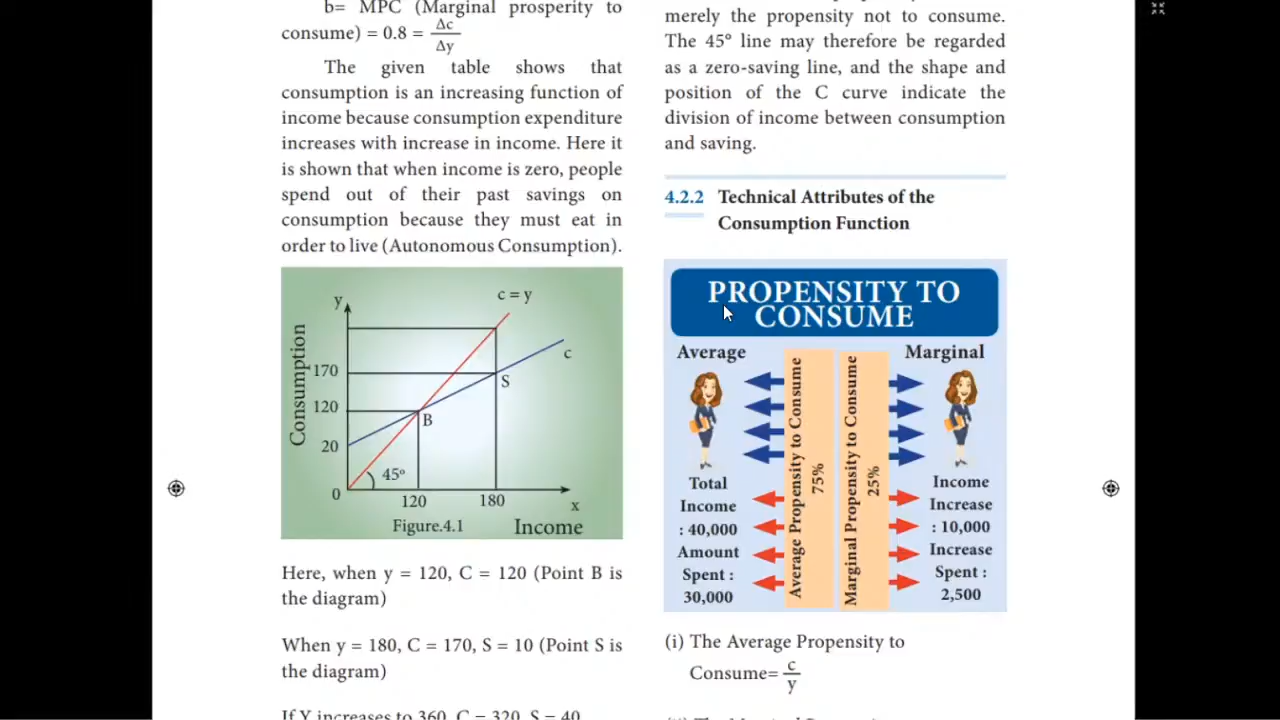 b= MPC (Marginal prosperity to
consume) = 0.8 = Δc
Δy
The given table shows that
consumption is an increasing function of
income because consumption expenditure
increases with increase in income. Here it
is shown that when income is zero, people
spend out of their past savings on
consumption because they must eat in
order to live (Autonomous Consumption).
y
c = y
c
Consumption
170
120
20
0
S
B
45º
120
180
x
Figure.4.1
Income
Here, when y = 120, C = 120 (Point B is
the diagram)
When y = 180, C = 170, S = 10 (Point S is
the diagram)
If Y increases to 360, C = 320, S = 40
merely the propensity not to consume.
The 45° line may therefore be regarded
as a zero-saving line, and the shape and
position of the C curve indicate the
division of income between consumption
and saving.
4.2.2 Technical Attributes of the
Consumption Function
PROPENSITY TO
CONSUME
Average
Total
Income
: 40,000
Amount
Spent :
30,000
Average Propensity to Consume
75%
Marginal Propensity to Consume
25%
Marginal
Income
Increase
: 10,000
Increase
Spent :
2,500
(i) The Average Propensity to
Consume= c
y